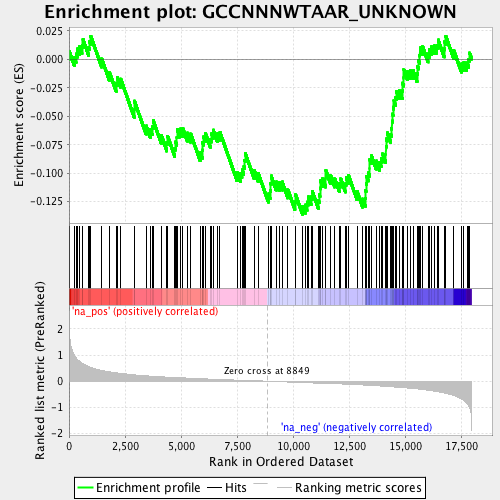 Enrichment plot: GCCNNNWTAAR_UNKNOWN
Enrichment score (ES)
0.025
0.000
-0.025
-0.050
-0.075
-0.100
-0.125
'na_pos' (positively correlated)
Ranked list metric (PreRanked)
2
1
0
-1
-2
Zero cross at 8849
'na_neg' (negatively correlated)
0
2,500
5,000
7,500
10,000
12,500
15,000
17,500
Rank in Ordered Dataset
Enrichment profile
Hits
Ranking metric scores